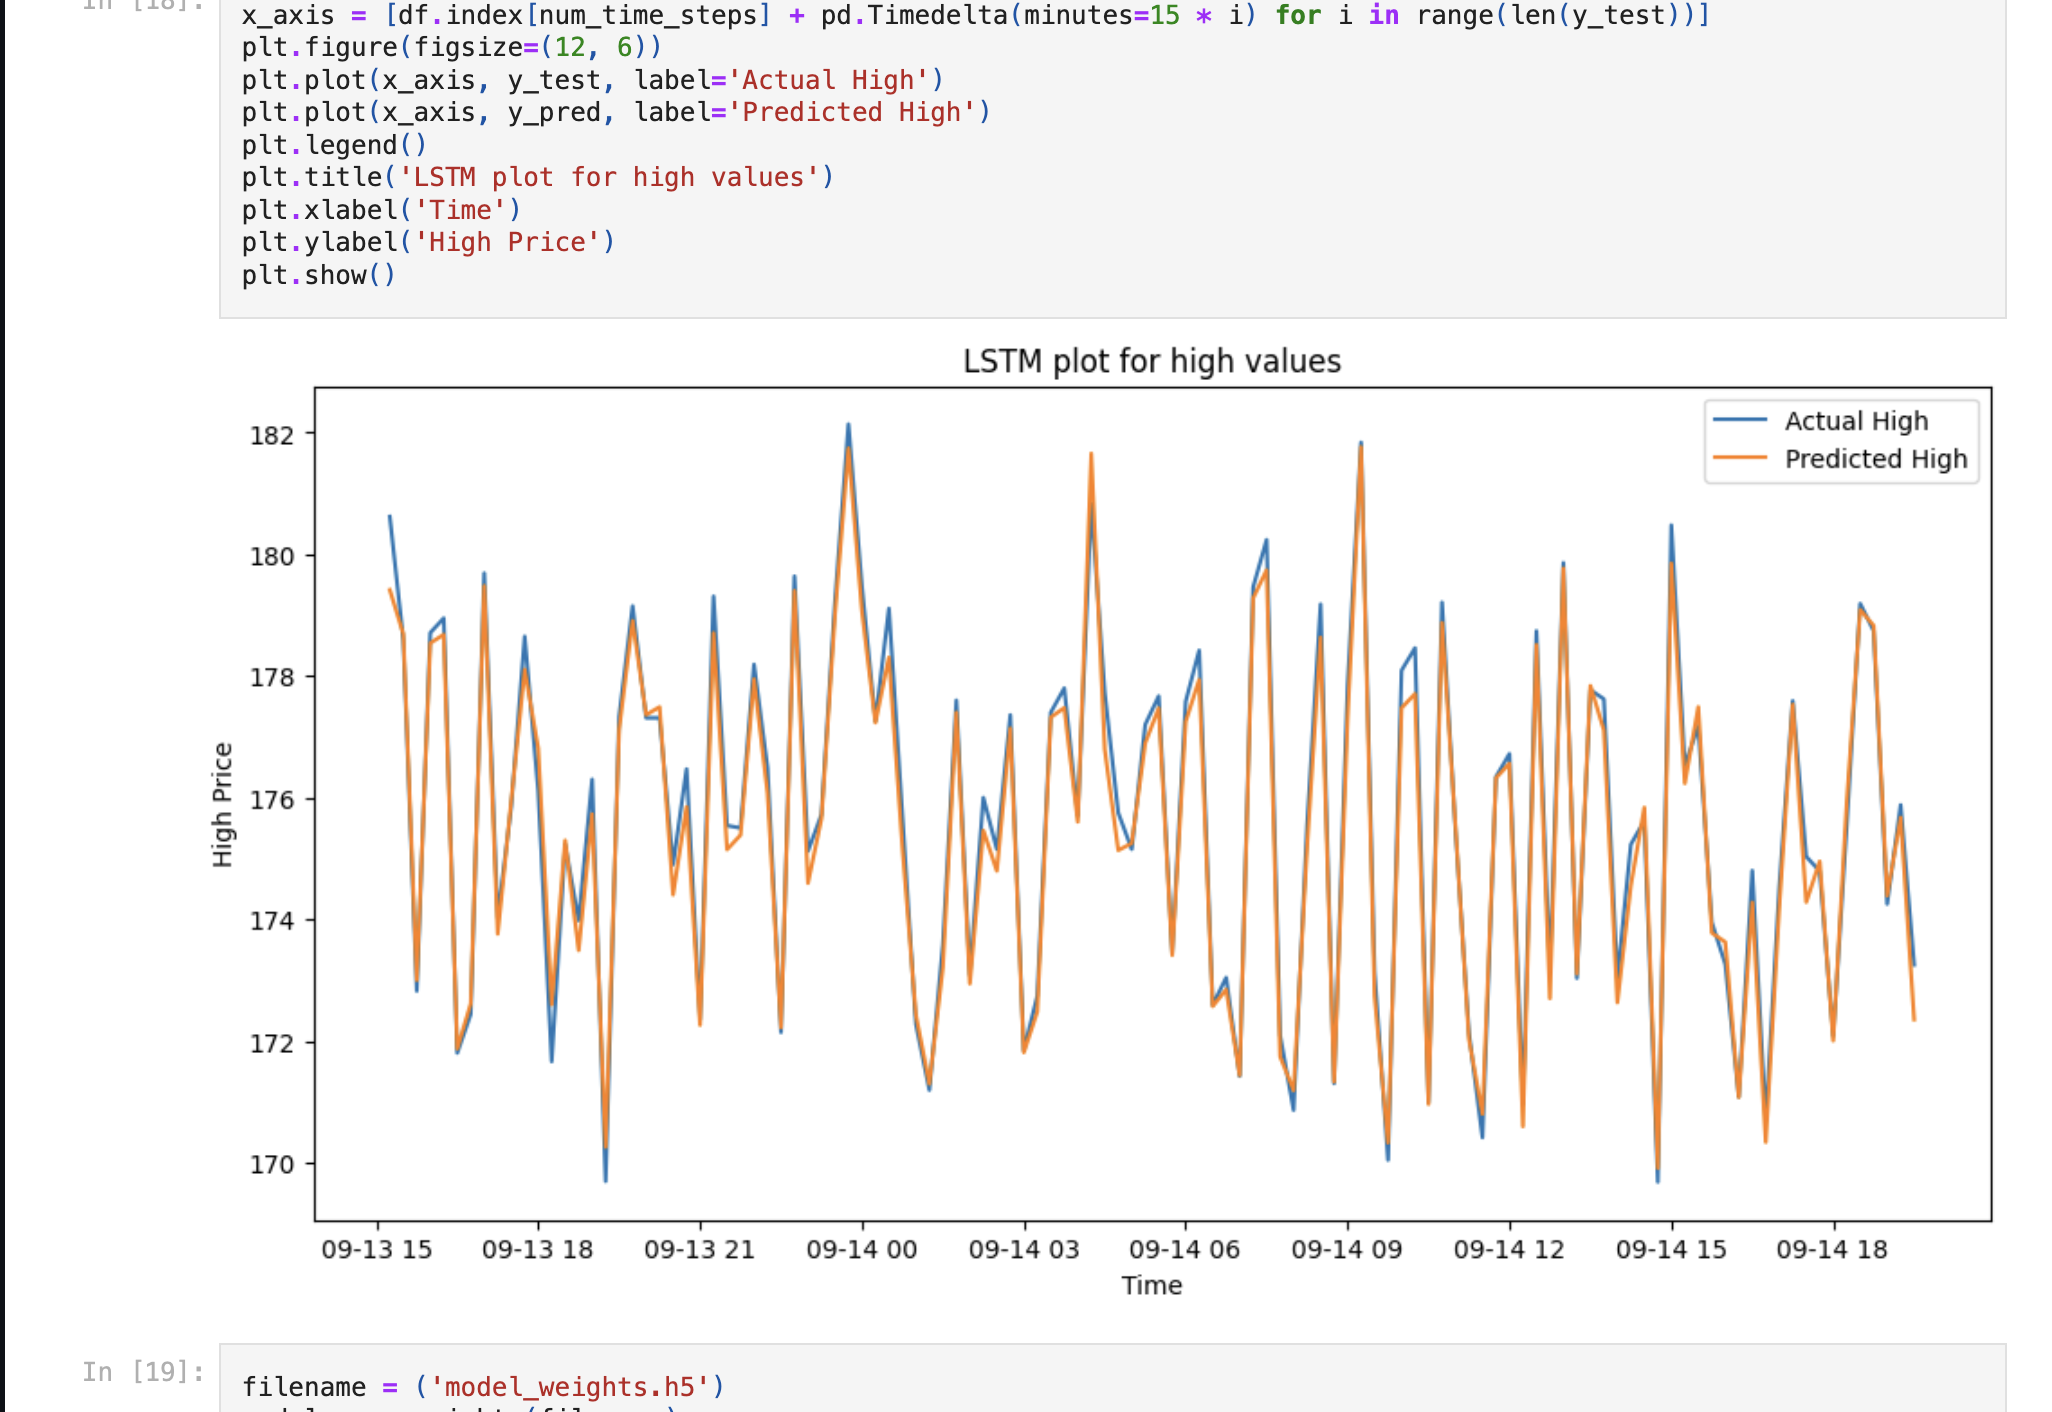 In [18]:
x_axis = [df.index[num_time_steps] + pd.Timedelta(minutes=15 * i) for i in range(len(y_test))]
plt.figure(figsize=(12, 6))
plt.plot(x_axis, y_test, label='Actual High')
plt.plot(x_axis, y_pred, label='Predicted High')
plt.legend()
plt.title('LSTM plot for high values')
plt.xlabel('Time')
plt.ylabel('High Price')
plt.show()
LSTM plot for high values
Actual High
Predicted High
182
180
178
176
174
172
170
High Price
09-13 15 09-13 18 09-13 21 09-14 00 09-14 03 09-14 06 09-14 09 09-14 12 09-14 15 09-14 18
Time
In [19]:
filename = ('model_weights.h5')